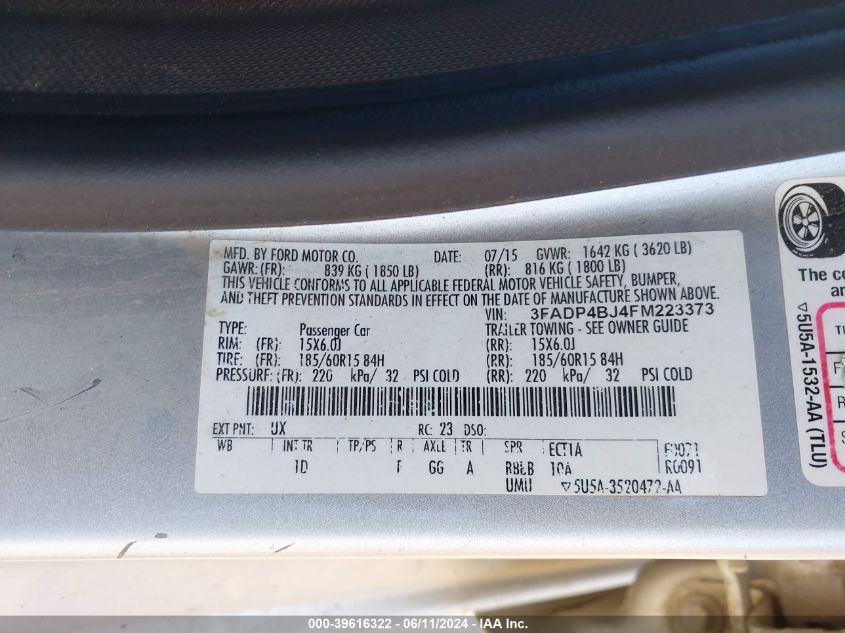 MFD. BY FORD MOTOR CO. DATE: 07/15 GVWR: 1642 KG ( 3620 LB)
GAWR: (FR): 839 KG ( 1850 LB) (RR): 816 KG ( 1800 LB)
THIS VEHICLE CONFORMS TO ALL APPLICABLE FEDERAL MOTOR VEHICLE SAFETY, BUMPER,
AND THEFT PREVENTION STANDARDS IN EFFECT ON THE DATE OF MANUFACTURE SHOWN ABOVE.
VIN: 3FADP4BJ4FM223373
TYPE: Passenger Car TRAILER TOWING - SEE OWNER GUIDE
RIM: (FR): 15X6.0J (RR): 15X6.0J
TIRE: (FR): 185/60R15 84H (RR): 185/60R15 84H
PRESSURE: (FR): 220 kPa/ 32 PSI COLD (RR): 220 kPa/ 32 PSI COLD
EXT PNT: UX RC: 23 DSO:
WB INT TR TP/PS R AXLE TR SPR ECT1A
1D F GG A RBLB 10A R0091
UMU ▽5U5A-3520472-AA
The co
an
▽5U5A-1532-AA (TLU)
000-39616322 - 06/11/2024 - IAA Inc.